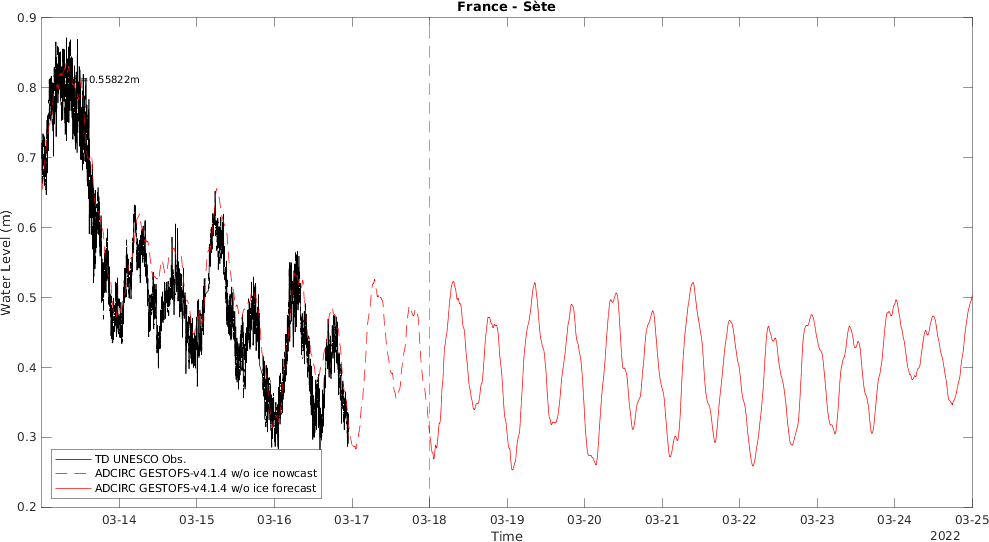 France - Sète
Water Level (m)
0.9
0.8
0.7
0.6
0.5
0.4
0.3
0.2
0.55822m
TD UNESCO Obs.
ADCIRC GESTOFS-v4.1.4 w/o ice nowcast
ADCIRC GESTOFS-v4.1.4 w/o ice forecast
03-14 03-15 03-16 03-17 03-18 03-19 03-20 03-21 03-22 03-23 03-24 03-25
Time
2022